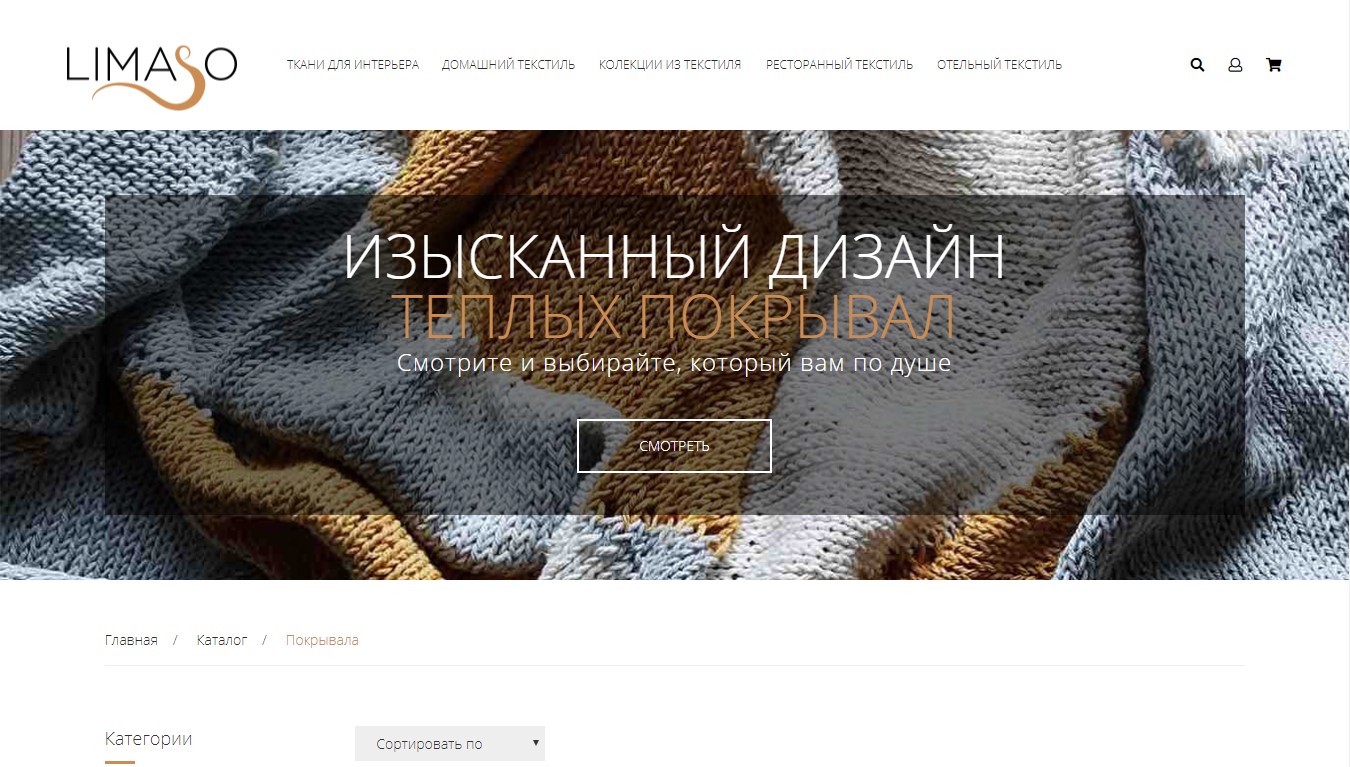 LIMASO
ТКАНИ ДЛЯ ИНТЕРЬЕРА ДОМАШНИЙ ТЕКСТИЛЬ КОЛЕКЦИИ ИЗ ТЕКСТИЛЯ РЕСТОРАННЫЙ ТЕКСТИЛЬ ОТЕЛЬНЫЙ ТЕКСТИЛЬ
ИЗЫСКАННЫЙ ДИЗАЙН
ТЕПЛЫХ ПОКРЫВАЛ
Смотрите и выбирайте, который вам по душе
СМОТРЕТЬ
Главная / Каталог / Покрывала
Категории
Сортировать по